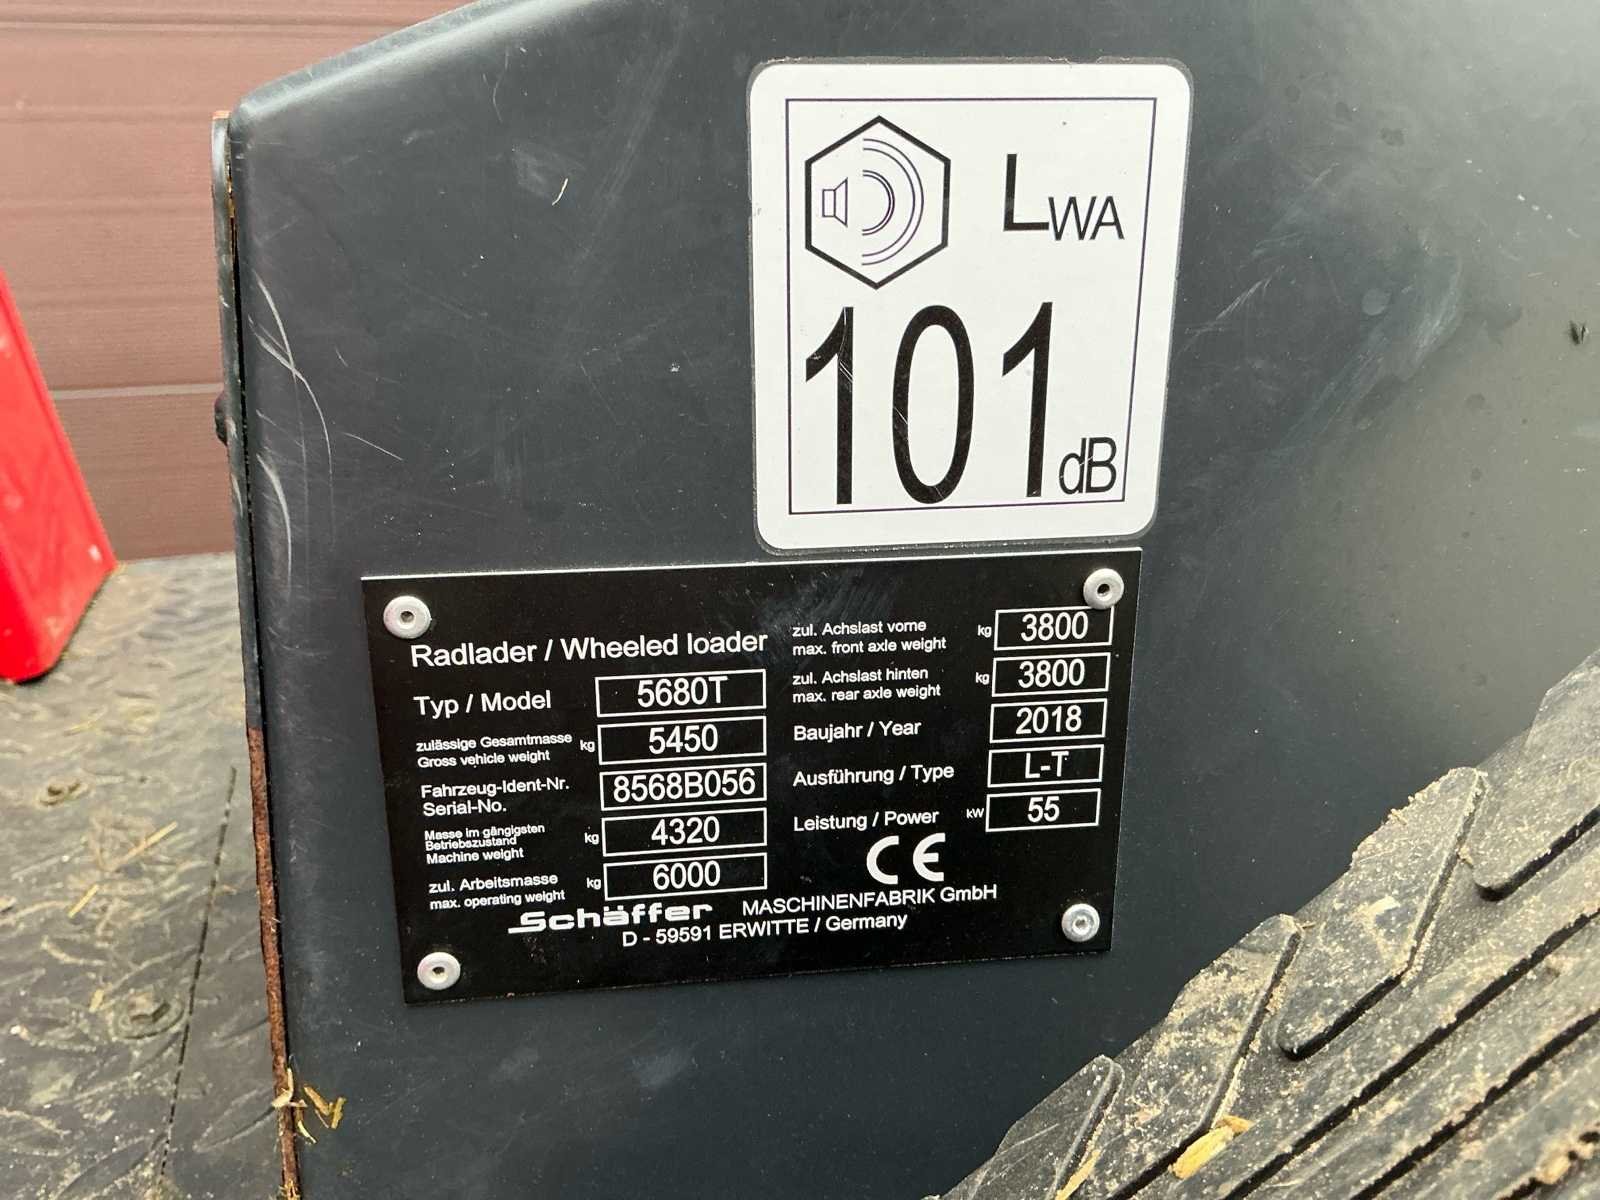 LWA
101 dB
Radlader / Wheeled loader
Typ / Model 5680T
zulässige Gesamtmasse
Gross vehicle weight kg 5450
Fahrzeug-Ident-Nr.
Serial-No. 8568B056
Masse im gängigsten
Betriebszustand
Machine weight kg 4320
zul. Arbeitsmasse
max. operating weight kg 6000
zul. Achslast vorne
max. front axle weight kg 3800
zul. Achslast hinten
max. rear axle weight kg 3800
Baujahr / Year 2018
Ausführung / Type L-T
Leistung / Power kW 55
CE
Schäffer MASCHINENFABRIK GmbH
D - 59591 ERWITTE / Germany